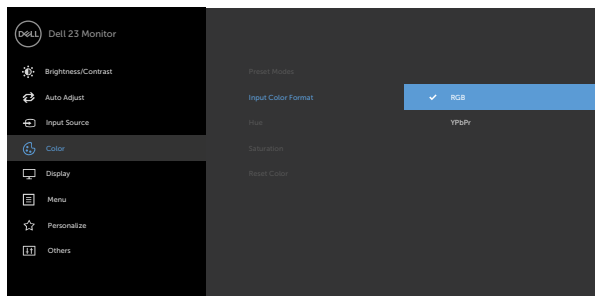 DELL Dell 23 Monitor
Brightness/Contrast
Auto Adjust
Input Source
Color
Display
Menu
Personalize
Others
Preset Modes
Input Color Format
Hue
Saturation
Reset Color
RGB
YPbPr